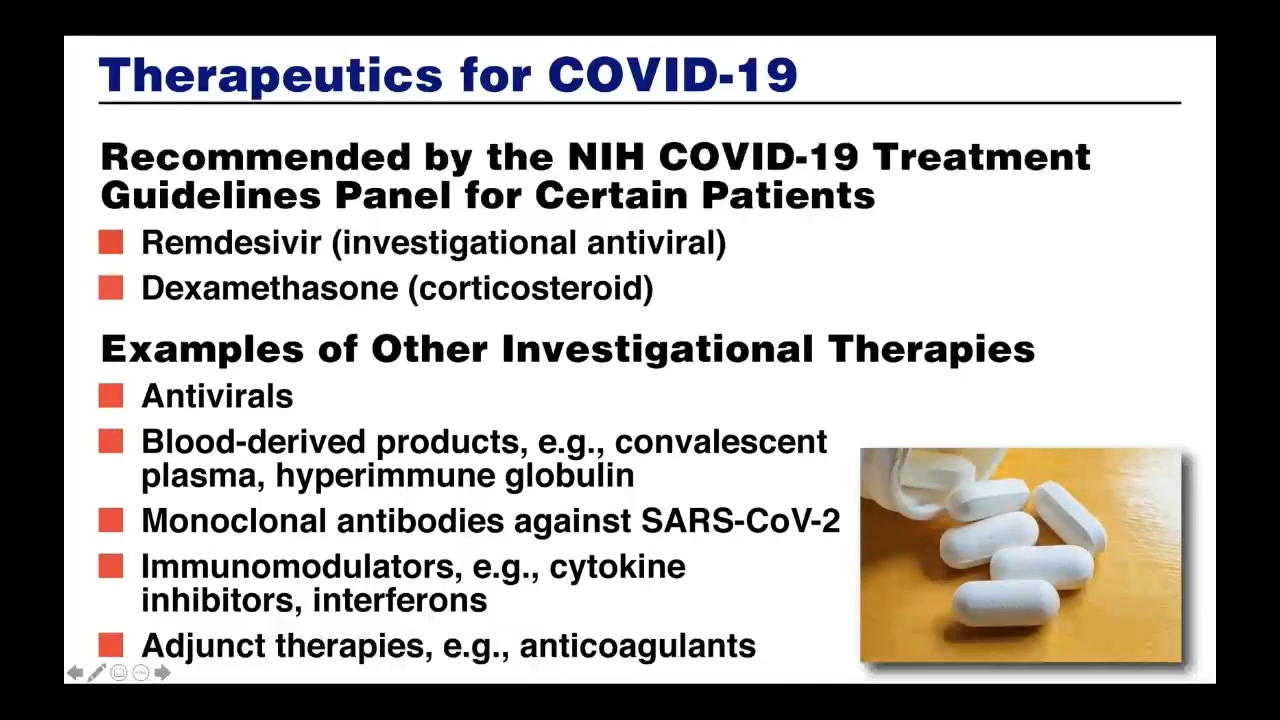 Therapeutics for COVID-19
Recommended by the NIH COVID-19 Treatment
Guidelines Panel for Certain Patients
Remdesivir (investigational antiviral)
Dexamethasone (corticosteroid)
Examples of Other Investigational Therapies
Antivirals
Blood-derived products, e.g., convalescent
plasma, hyperimmune globulin
Monoclonal antibodies against SARS-CoV-2
Immunomodulators, e.g., cytokine
inhibitors, interferons
Adjunct therapies, e.g., anticoagulants